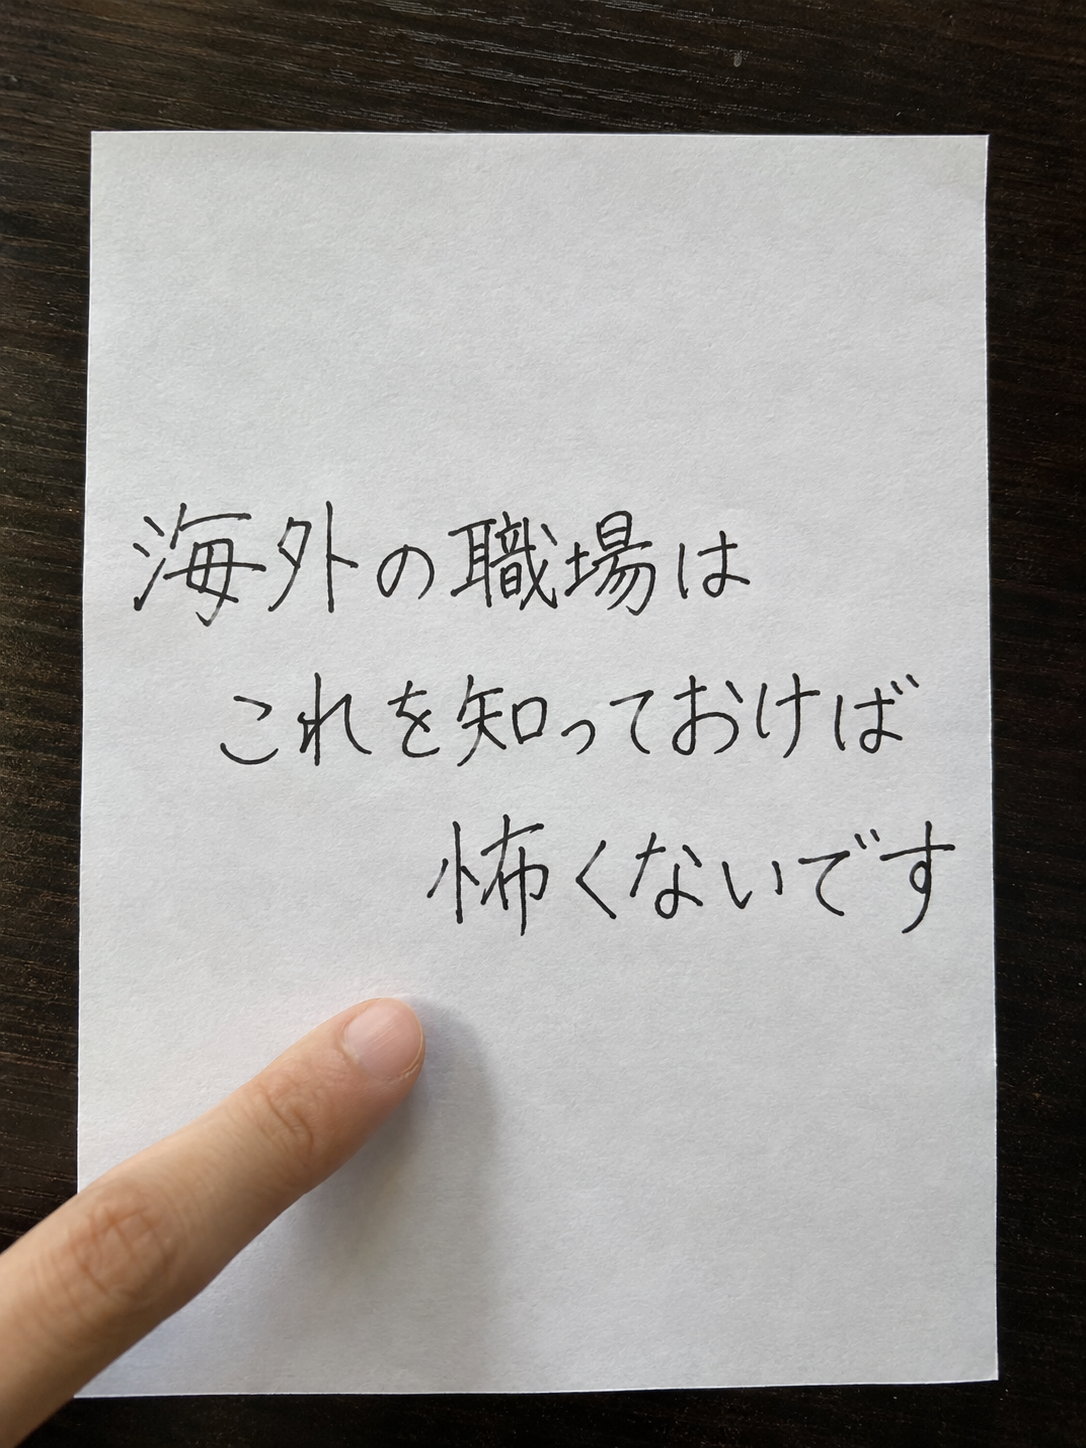 海外の職場は
これを知っておけば
怖くないです